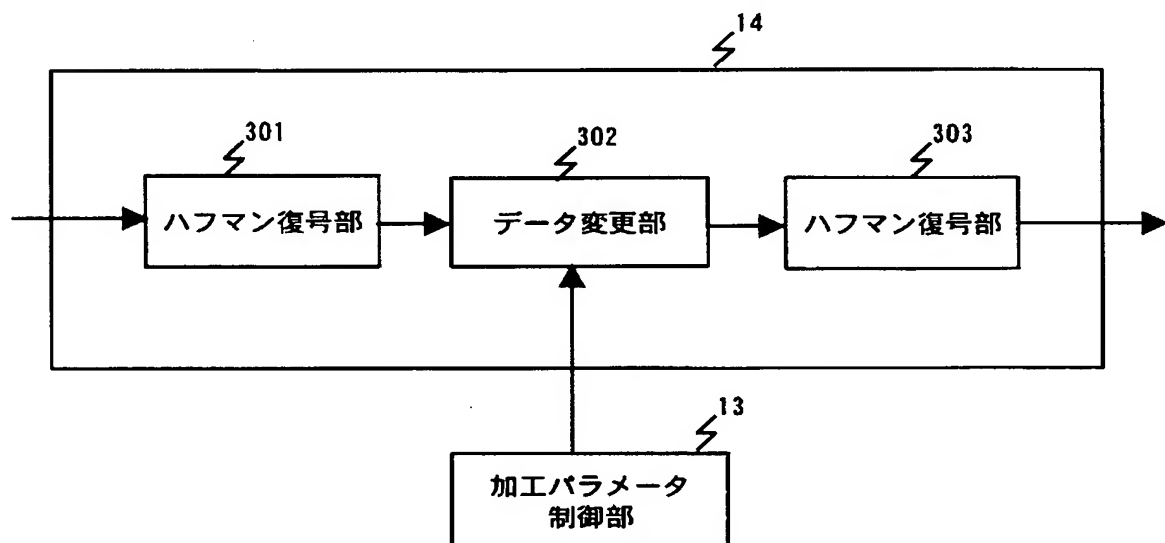 14
301
302
303
ハフマン復号部
データ変更部
ハフマン復号部
13
加工パラメータ
制御部